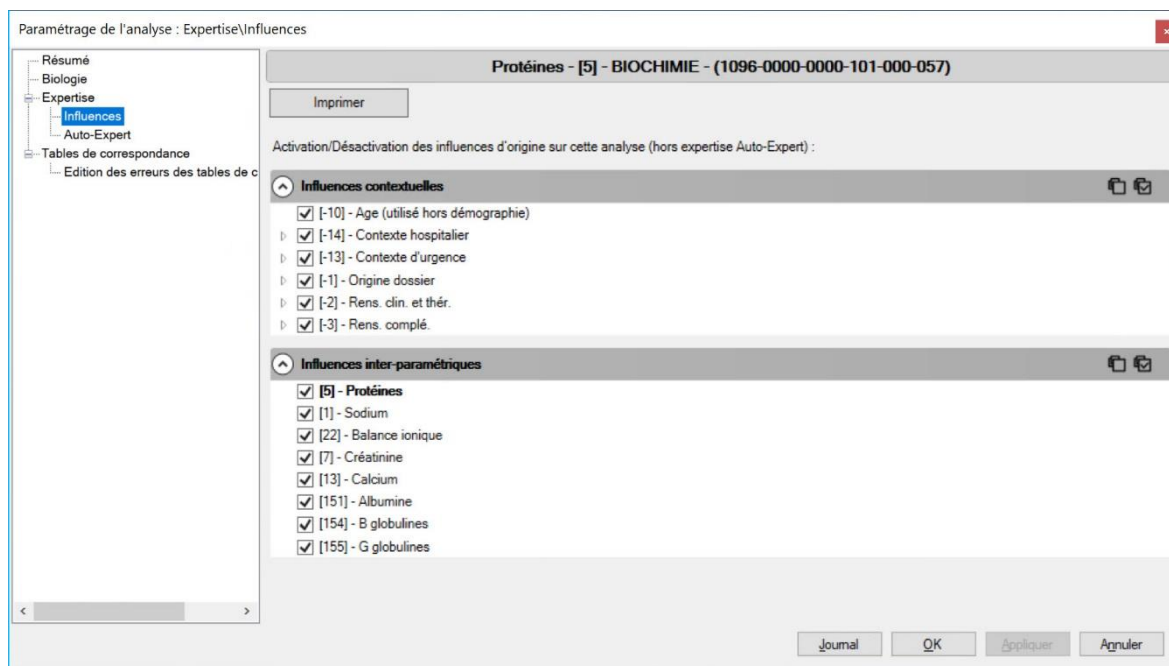 Paramétrage de l'analyse : Expertise\Influences
Résumé
Biologie
Expertise
Influences
Auto-Expert
Tables de correspondance
Edition des erreurs des tables de c
Protéines - [5] - BIOCHIMIE - (1096-0000-0000-101-000-057)
Imprimer
Activation/Désactivation des influences d'origine sur cette analyse (hors expertise Auto-Expert) :
Influences contextuelles
[-10] - Age (utilisé hors démographie)
[-14] - Contexte hospitalier
[-13] - Contexte d'urgence
[-1] - Origine dossier
[-2] - Rens. clin. et thér.
[-3] - Rens. complé.
Influences inter-paramétriques
[5] - Protéines
[1] - Sodium
[22] - Balance ionique
[7] - Créatinine
[13] - Calcium
[151] - Albumine
[154] - B globulines
[155] - G globulines
Journal
OK
Appliquer
Annuler